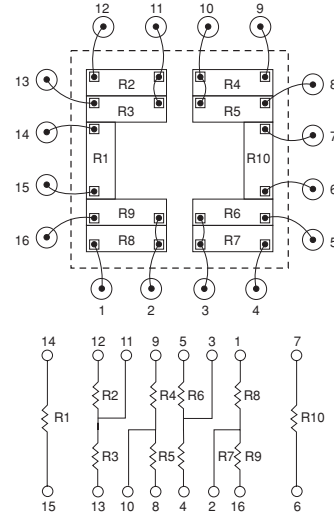 12 11 10 9
13 R2 R4 8
R3 R5
14 7
R1 R10
15 6
R9 R6
16 5
R8 R7
1 2 3 4
14 12 11 9 5 3 1 7
R2 R4 R6 R8
R1 R10
R3 R5 R7 R9
15 13 10 8 4 2 16 6